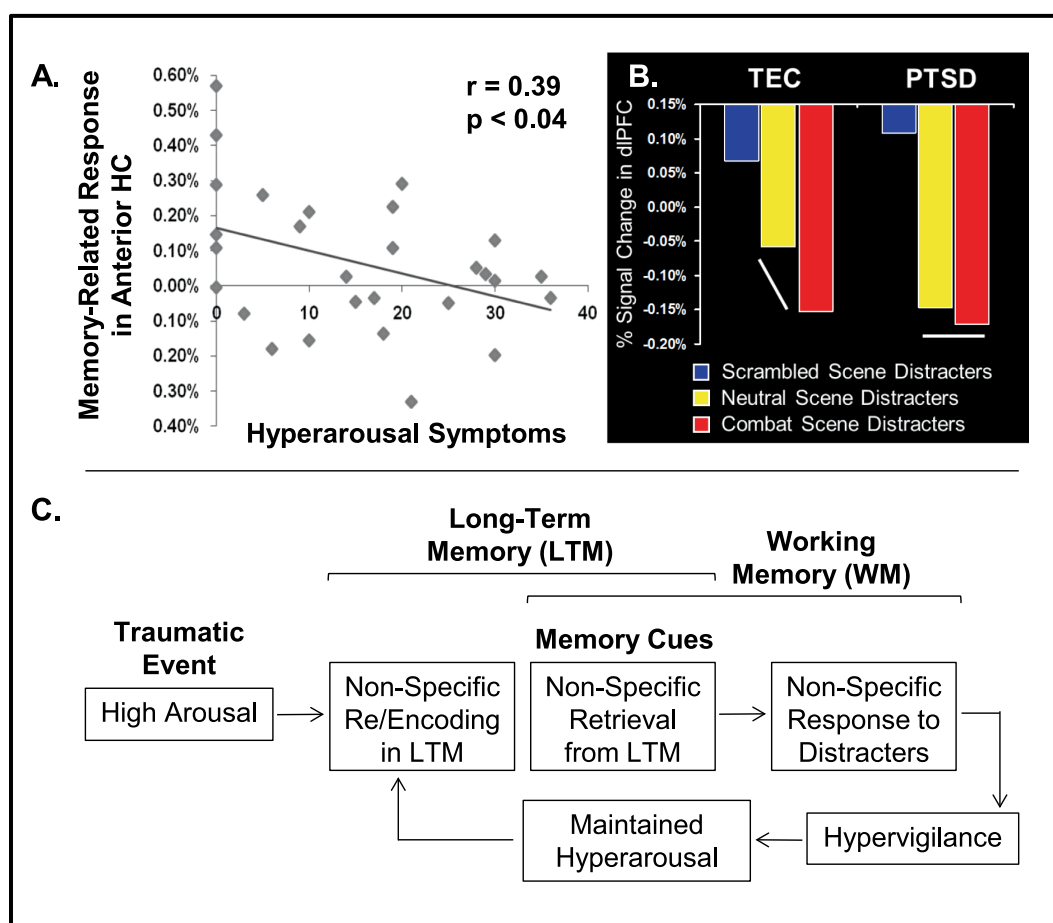 A.
Memory-Related Response
in Anterior HC
0.60%
0.50%
0.40%
0.30%
0.20%
0.10%
0.00%
0.10%
0.20%
0.30%
0.40%
0
10
20
30
40
r = 0.39
p < 0.04
Hyperarousal Symptoms
B.
TEC
PTSD
% Signal Change in dlPFC
0.15%
0.10%
0.05%
0.00%
-0.05%
-0.10%
-0.15%
-0.20%
Scrambled Scene Distracters
Neutral Scene Distracters
Combat Scene Distracters
C.
Long-Term
Memory (LTM)
Working
Memory (WM)
Traumatic
Event
Memory Cues
High Arousal
Non-Specific
Re/Encoding
in LTM
Non-Specific
Retrieval
from LTM
Non-Specific
Response to
Distracters
Maintained
Hyperarousal
Hypervigilance